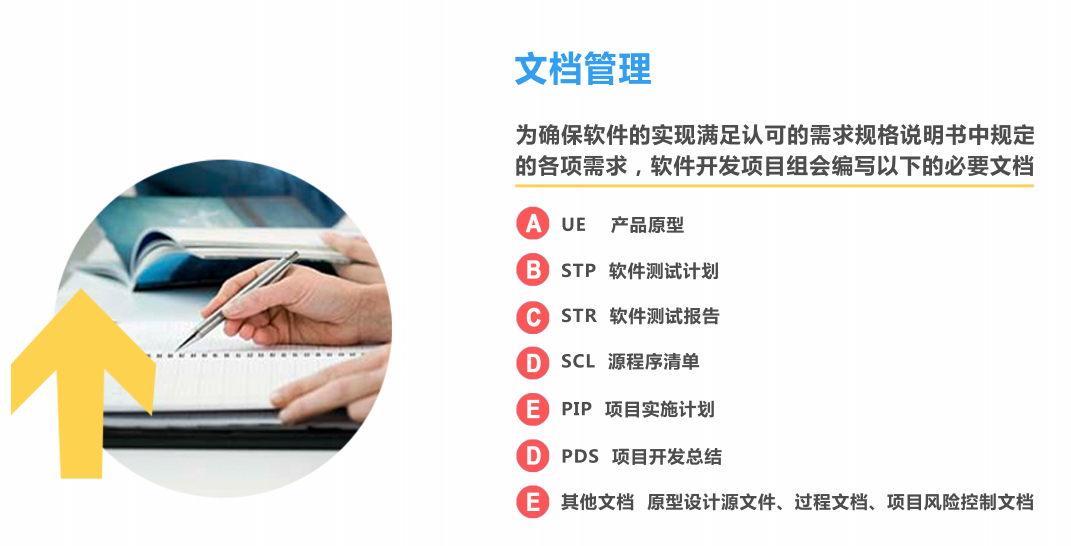 文档管理
为确保软件的实现满足认可的需求规格说明书中规定
的各项需求，软件开发项目组会编写以下的必要文档
A UE 产品原型
B STP 软件测试计划
C STR 软件测试报告
D SCL 源程序清单
E PIP 项目实施计划
D PDS 项目开发总结
E 其他文档 原型设计源文件、过程文档、项目风险控制文档